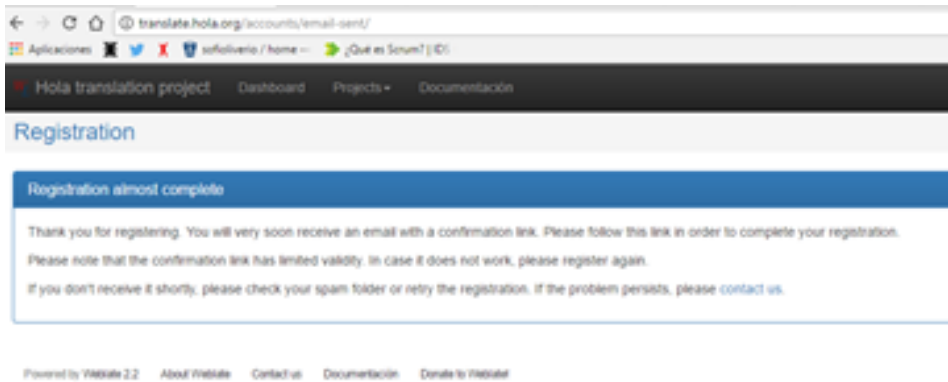 translate.hola.org/accounts/email-sent/
Aplicaciones sofioliverio / home — ¿Qué es Scrum? |
Hola translation project Dashboard Projects Documentación
Registration
Registration almost complete
Thank you for registering. You will very soon receive an email with a confirmation link. Please follow this link in order to complete your registration.
Please note that the confirmation link has limited validity. In case it does not work, please register again.
If you don't receive it shortly, please check your spam folder or retry the registration. If the problem persists, please contact us.
Powered by Weblate 2.2 About Weblate Contact us Documentación Donate to Weblate!